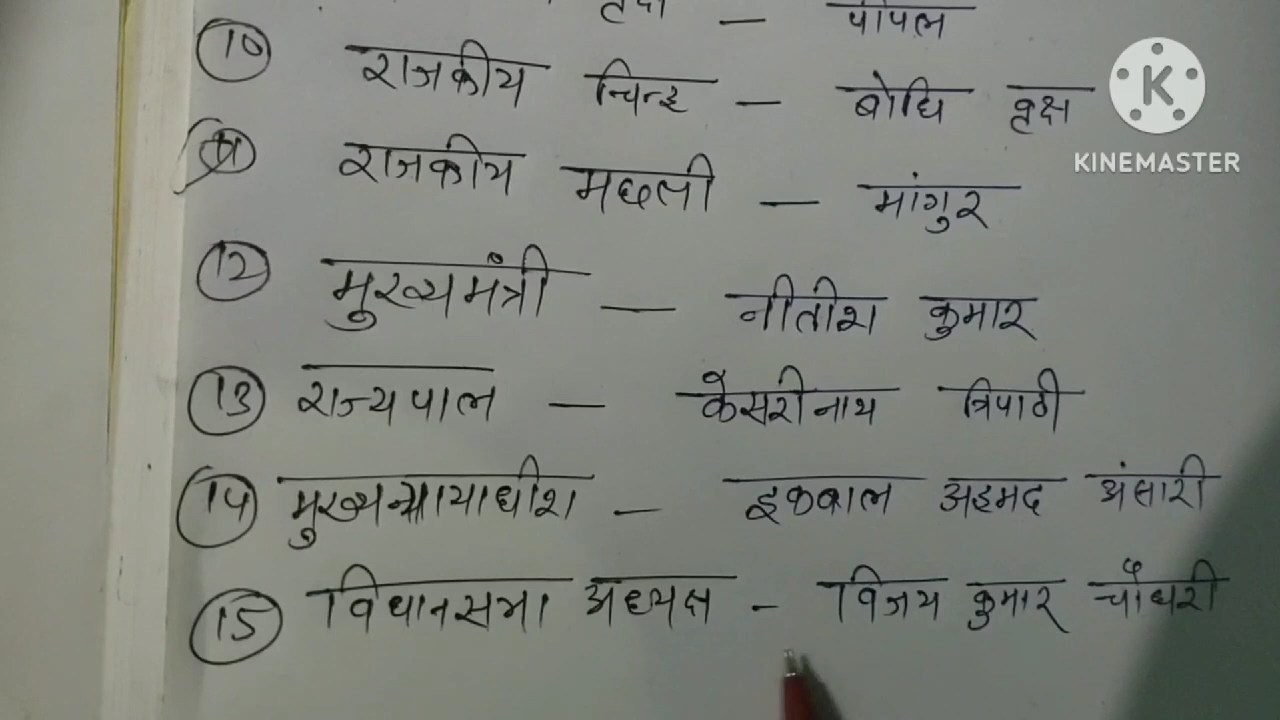 वृक्ष — पीपल
10 राजकीय चिन्ह — बोधि वृक्ष
11 राजकीय मछली — मांगुर
12 मुख्यमंत्री — नीतीश कुमार
13 राज्यपाल — केसरीनाथ त्रिपाठी
14 मुख्यन्यायाधीश — इकबाल अहमद अंसारी
15 विधानसभा अध्यक्ष - विजय कुमार चौधरी
K
KINEMASTER